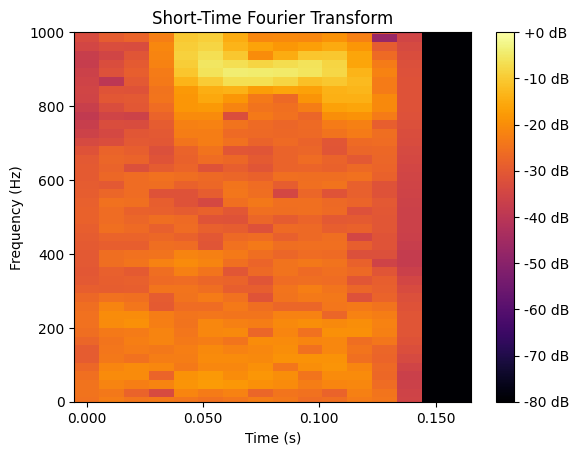 Short-Time Fourier Transform
1000
800
600
400
200
0
Frequency (Hz)
0.000
0.050
0.100
0.150
Time (s)
+0 dB
-10 dB
-20 dB
-30 dB
-40 dB
-50 dB
-60 dB
-70 dB
-80 dB